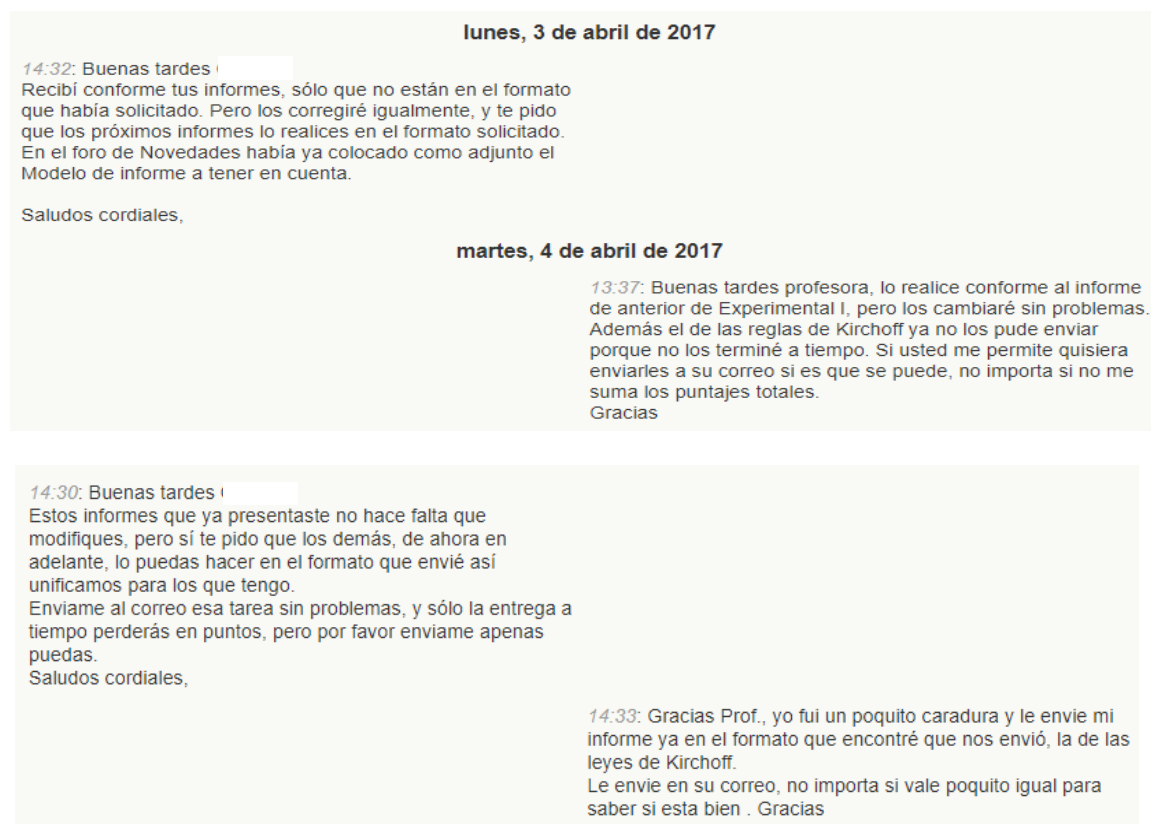 lunes, 3 de abril de 2017
14:32: Buenas tardes
Recibí conforme tus informes, sólo que no están en el formato
que había solicitado. Pero los corregiré igualmente, y te pido
que los próximos informes lo realices en el formato solicitado.
En el foro de Novedades había ya colocado como adjunto el
Modelo de informe a tener en cuenta.
Saludos cordiales,
martes, 4 de abril de 2017
13:37: Buenas tardes profesora, lo realice conforme al informe
de anterior de Experimental I, pero los cambiaré sin problemas.
Además el de las reglas de Kirchoff ya no los pude enviar
porque no los terminé a tiempo. Si usted me permite quisiera
enviarles a su correo si es que se puede, no importa si no me
suma los puntajes totales.
Gracias
14:30: Buenas tardes
Estos informes que ya presentaste no hace falta que
modifiques, pero sí te pido que los demás, de ahora en
adelante, lo puedas hacer en el formato que envié así
unificamos para los que tengo.
Enviame al correo esa tarea sin problemas, y sólo la entrega a
tiempo perderás en puntos, pero por favor enviame apenas
puedas.
Saludos cordiales,
14:33: Gracias Prof., yo fui un poquito caradura y le envie mi
informe ya en el formato que encontré que nos envió, la de las
leyes de Kirchoff.
Le envie en su correo, no importa si vale poquito igual para
saber si esta bien . Gracias